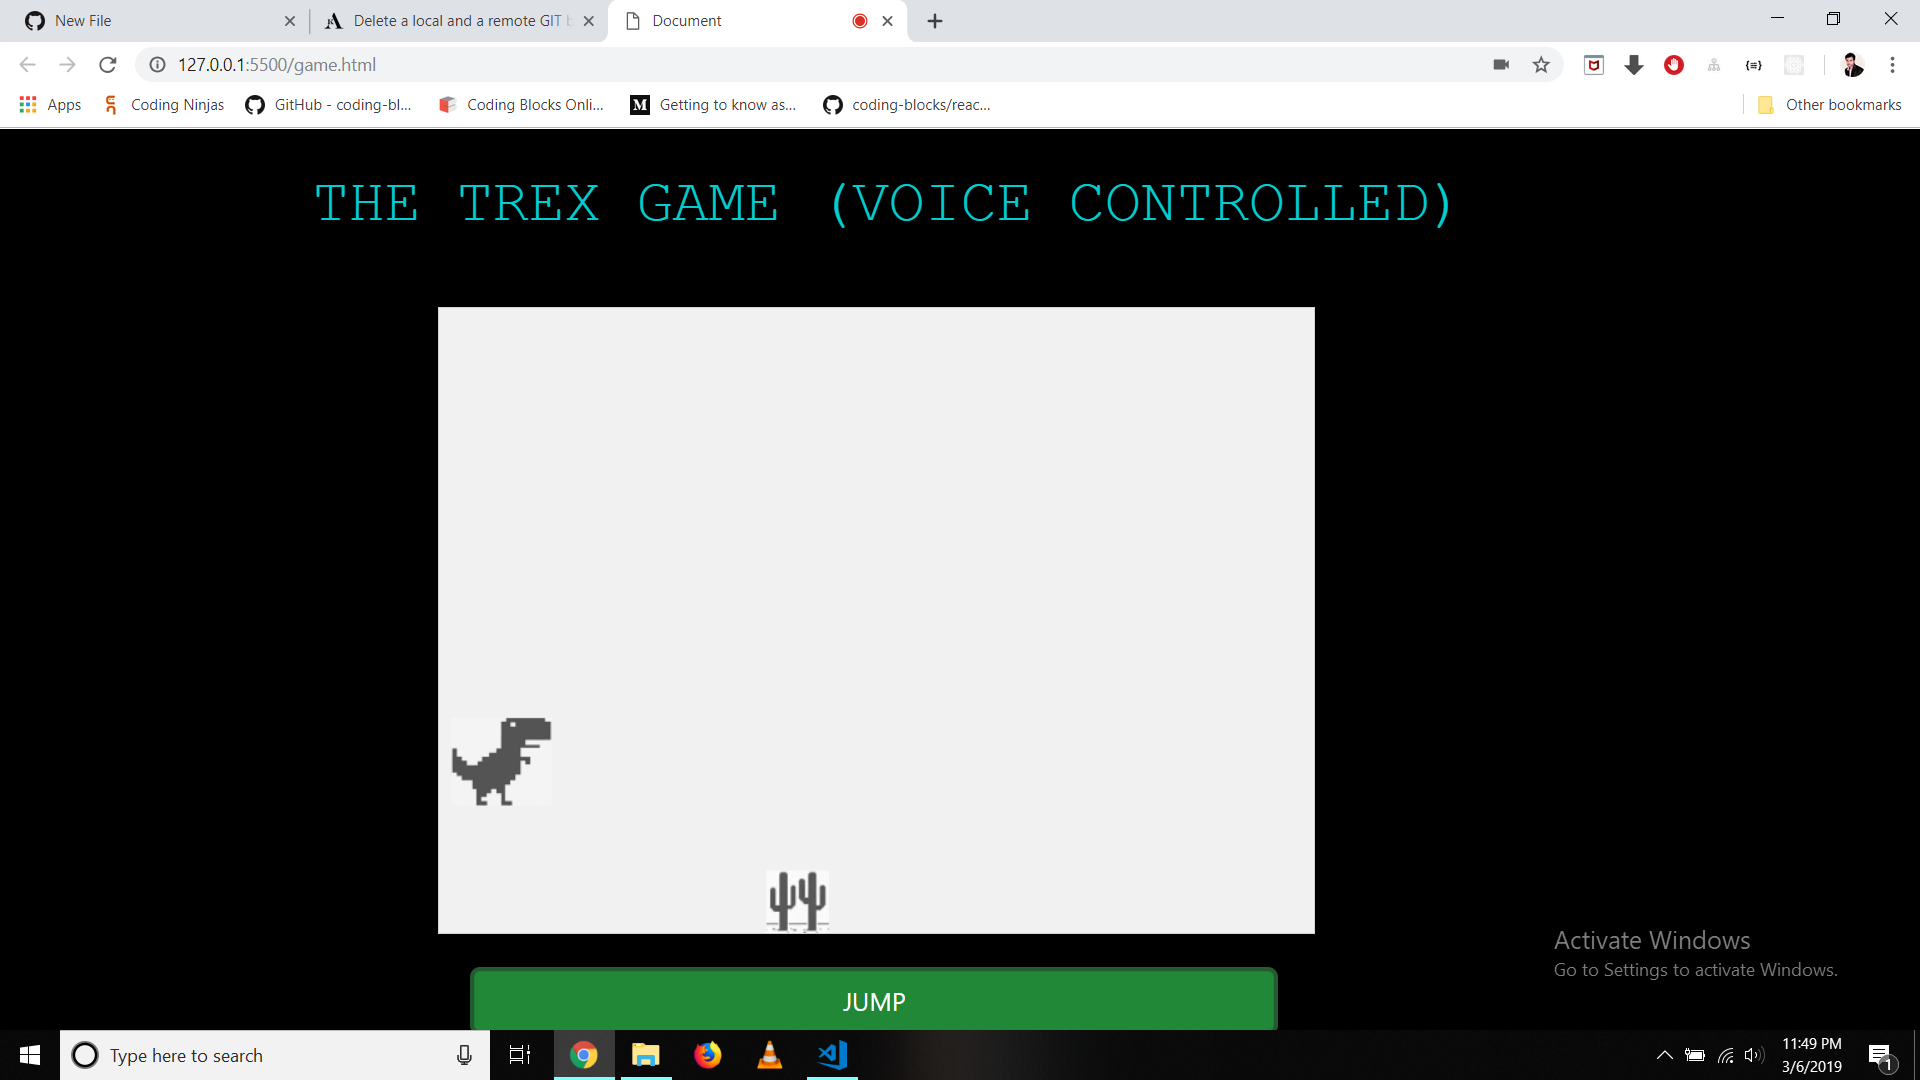 New File
Delete a local and a remote GIT b
Document
127.0.0.1:5500/game.html
Apps
Coding Ninjas
GitHub - coding-bl...
Coding Blocks Onli...
M
Getting to know as...
coding-blocks/reac...
Other bookmarks
THE TREX GAME (VOICE CONTROLLED)
JUMP
Activate Windows
Go to Settings to activate Windows.
Type here to search
11:49 PM
3/6/2019
1